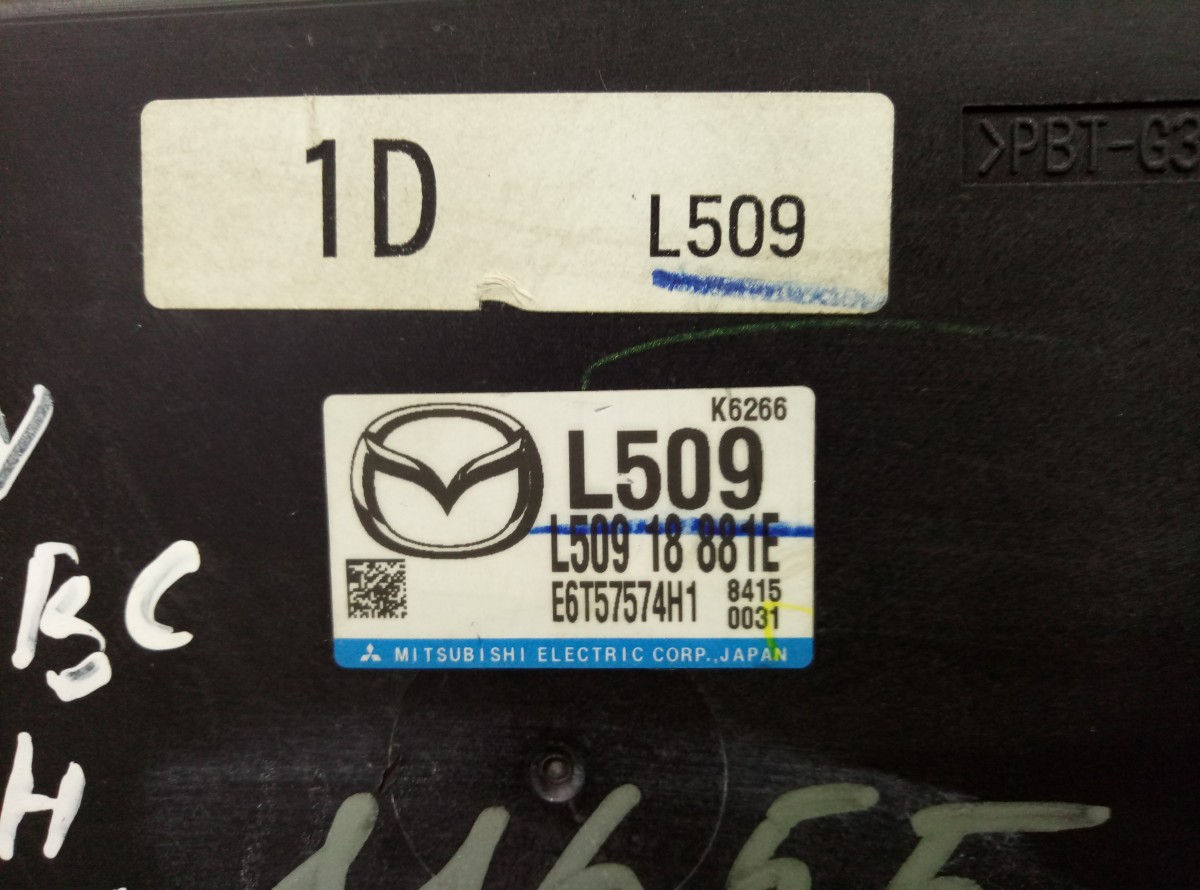 1D L509
>PBT-G3
K6266
L509
L509 18 881E
E6T57574H1 8415
0031
MITSUBISHI ELECTRIC CORP.,JAPAN
BC
H